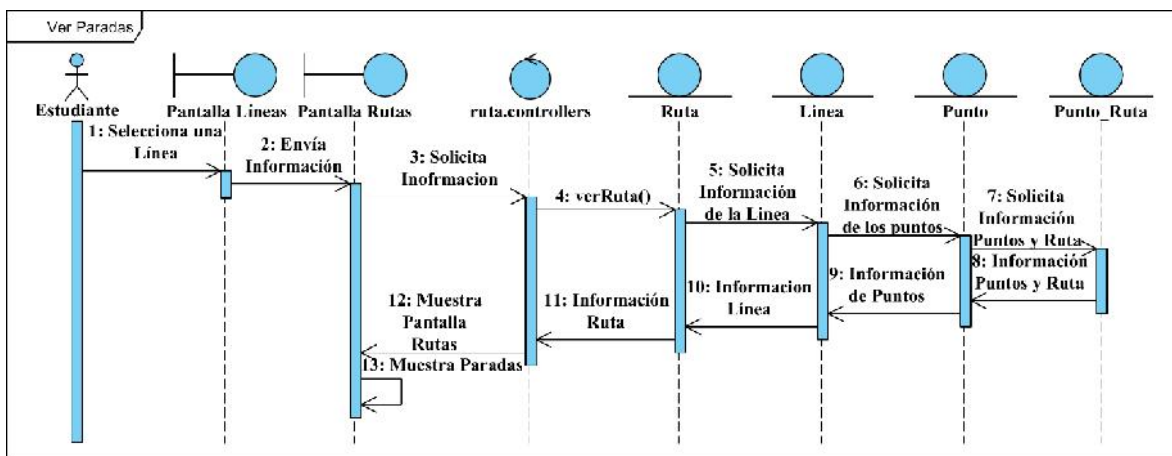 Ver Paradas
Estudiante
Pantalla Líneas
Pantalla Rutas
ruta.controllers
Ruta
Linea
Punto
Punto_Ruta
1: Selecciona una
Línea
2: Envía
Información
3: Solicita
Inofrmacion
4: verRuta()
5: Solicita
Información
de la Linea
6: Solicita
Información
de los puntos
7: Solicita
Información
Puntos y Ruta
8: Información
Puntos y Ruta
9: Información
de Puntos
10: Informacion
Línea
11: Información
Ruta
12: Muestra
Pantalla
Rutas
13: Muestra Paradas